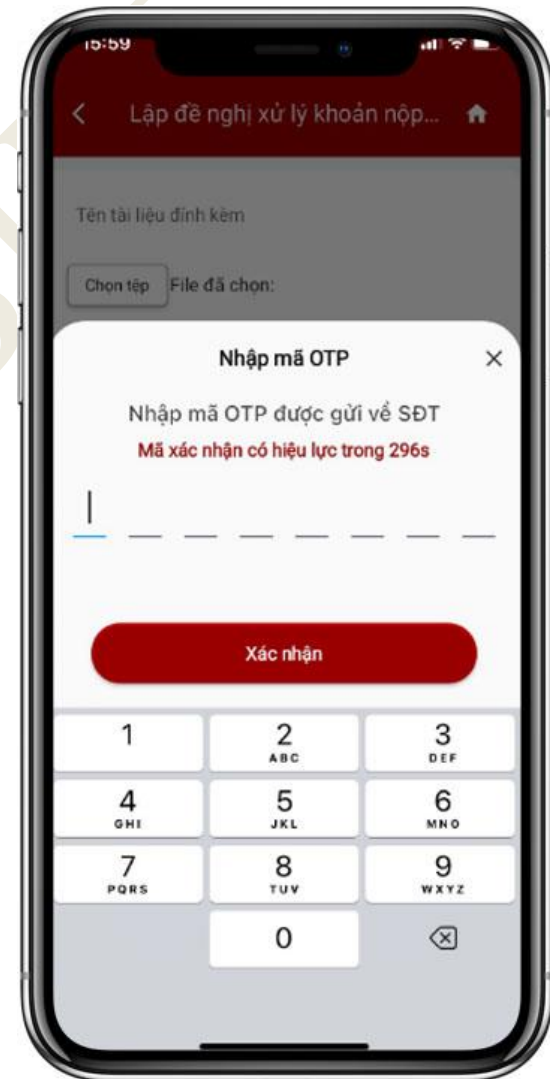 15:59
Lập đề nghị xử lý khoản nộp...
Tên tài liệu đính kèm
Chọn tệp File đã chọn:
Nhập mã OTP
Nhập mã OTP được gửi về SĐT
Mã xác nhận có hiệu lực trong 296s
Xác nhận
1 2 3
ABC DEF
4 5 6
GHI JKL MNO
7 8 9
PQRS TUV WXYZ
0